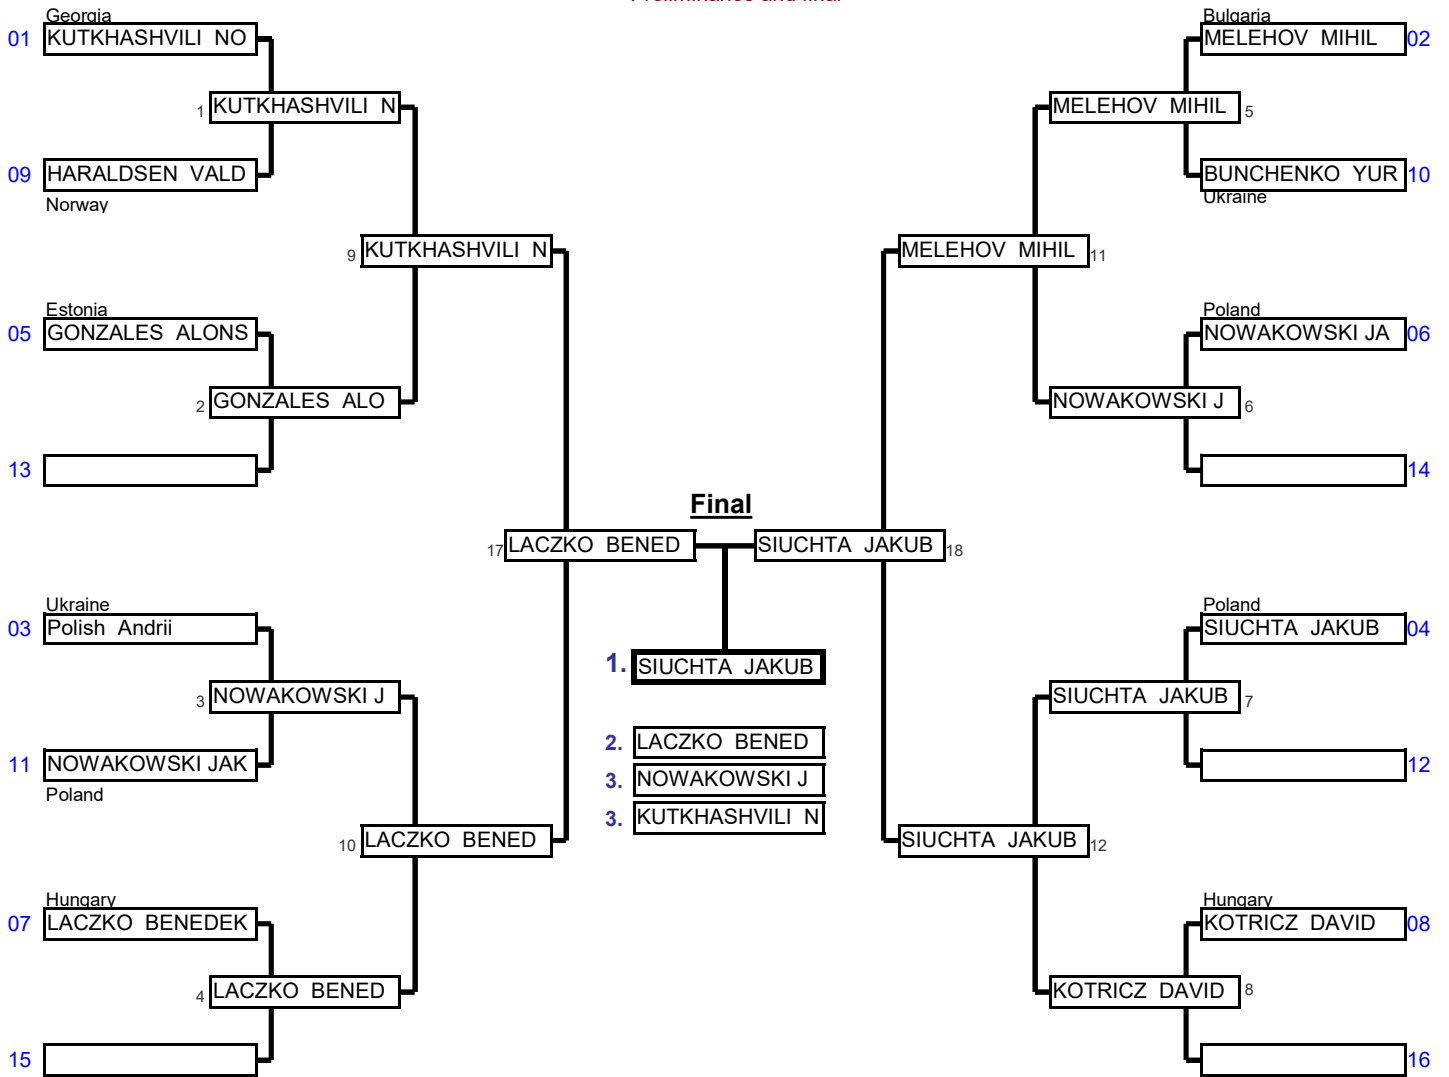 Preliminarice and final
Georgia
01 KUTKHASHVILI NO
1 KUTKHASHVILI N
09 HARALDSEN VALD
Norway
9 KUTKHASHVILI N
Estonia
05 GONZALES ALONS
2 GONZALES ALO
13
17 LACZKO BENED
Ukraine
03 Polish Andrii
3 NOWAKOWSKI J
11 NOWAKOWSKI JAK
Poland
10 LACZKO BENED
Hungary
07 LACZKO BENEDEK
4 LACZKO BENED
15
Final
1. SIUCHTA JAKUB
2. LACZKO BENED
3. NOWAKOWSKI J
3. KUTKHASHVILI N
Bulgaria
MELEHOV MIHIL 02
MELEHOV MIHIL 5
BUNCHENKO YUR 10
Ukraine
MELEHOV MIHIL 11
Poland
NOWAKOWSKI JA 06
NOWAKOWSKI J 6
14
SIUCHTA JAKUB 18
Poland
SIUCHTA JAKUB 04
SIUCHTA JAKUB 7
12
SIUCHTA JAKUB 12
Hungary
KOTRICZ DAVID 08
KOTRICZ DAVID 8
16